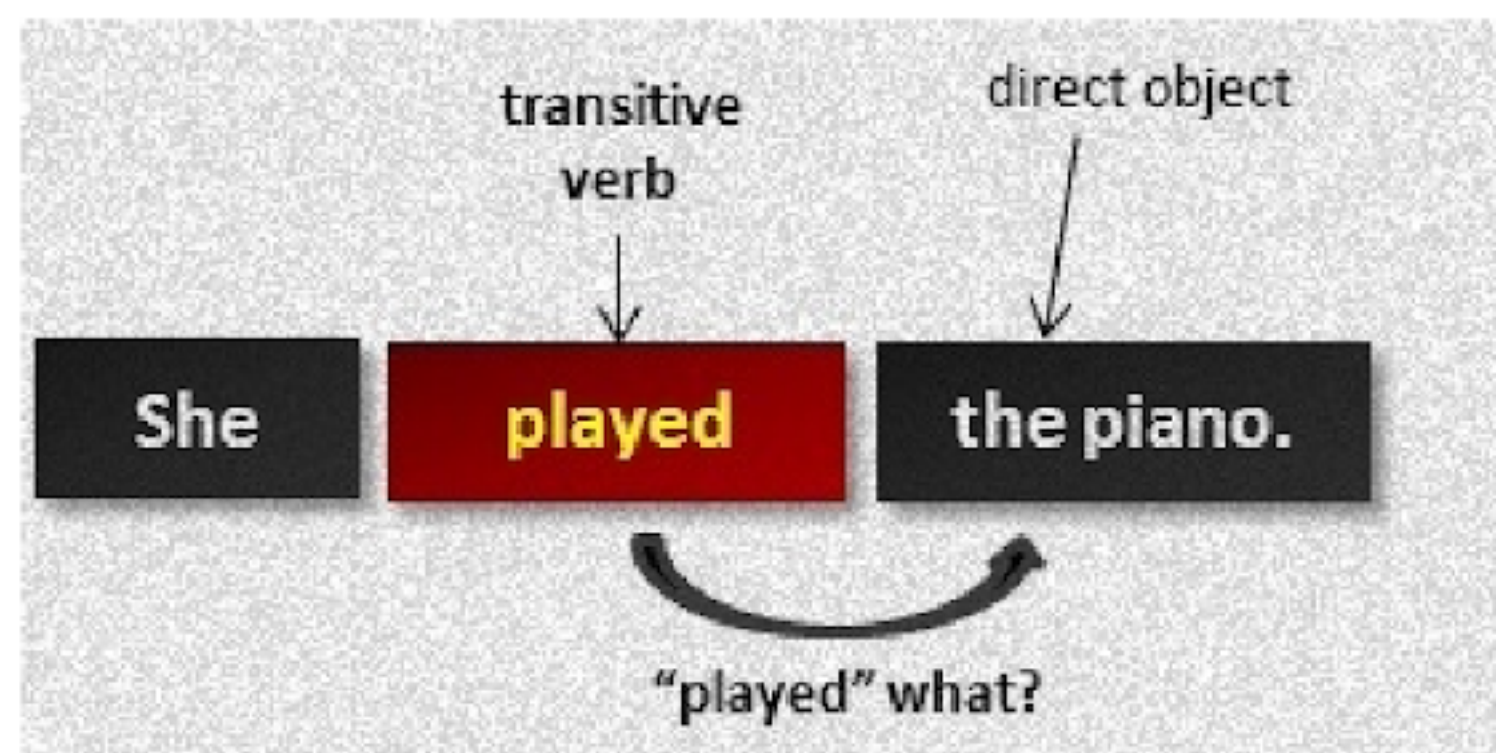 transitive
verb
direct object
She played the piano.
“played” what?